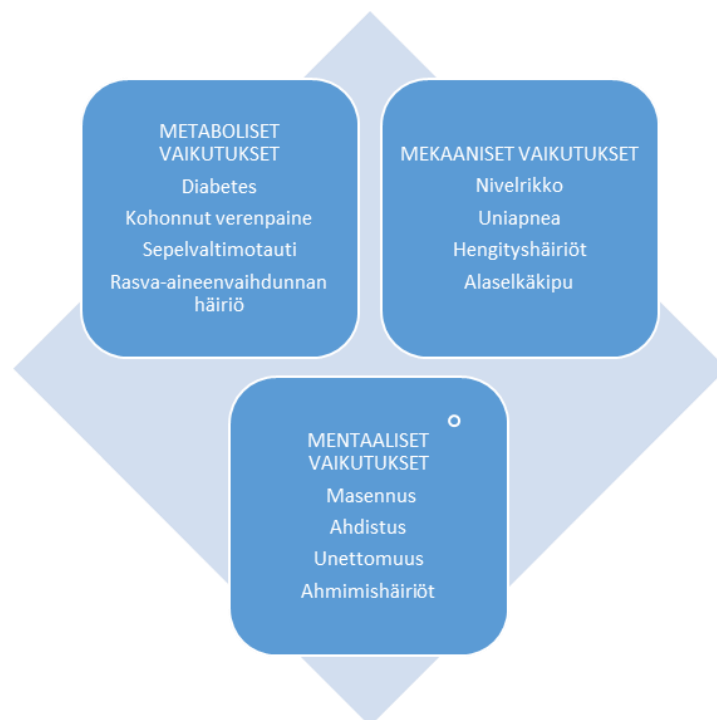 METABOLISET
VAIKUTUKSET
Diabetes
Kohonnut verenpaine
Sepelvaltimotauti
Rasva-aineenvaihdunnan
häiriö
MEKAANISET VAIKUTUKSET
Nivelrikko
Uniapnea
Hengityshäiriöt
Alaselkäkipu
MENTAALISET
VAIKUTUKSET
Masennus
Ahdistus
Unettomuus
Ahmimishäiriöt